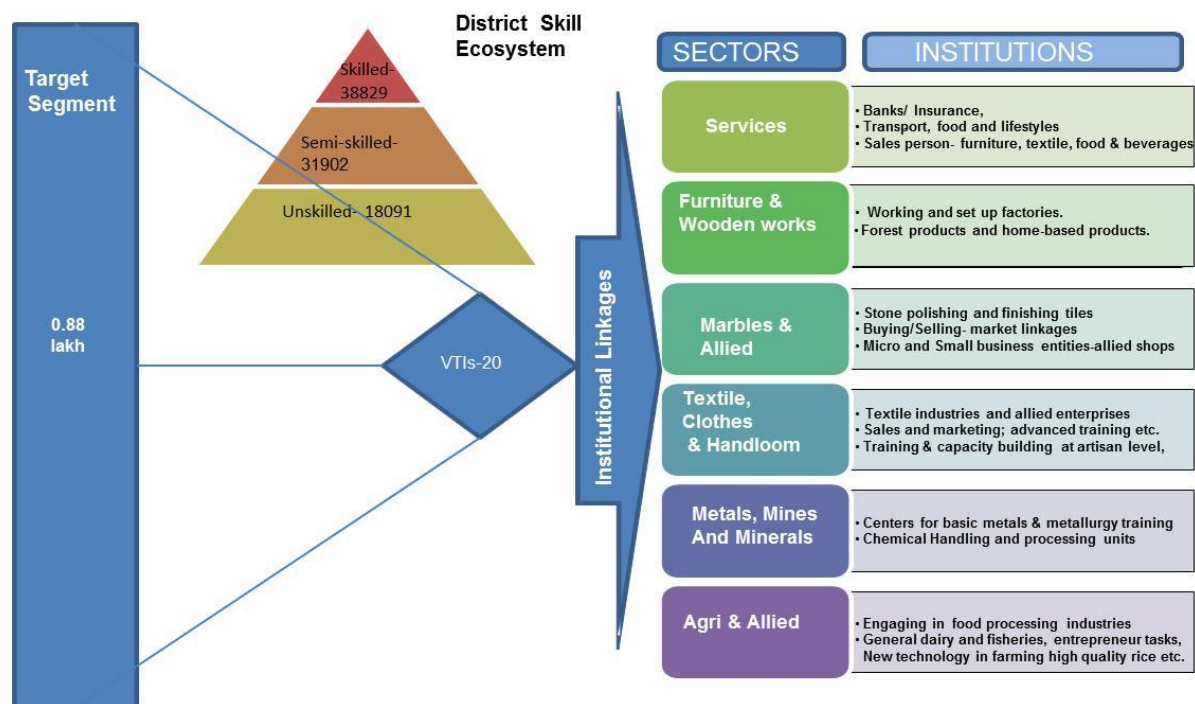 District Skill
Ecosystem
Target
Segment
0.88
lakh
Skilled-
38829
Semi-skilled-
31902
Unskilled- 18091
VTIs-20
Institutional Linkages
SECTORS
INSTITUTIONS
Services
• Banks/ Insurance,
• Transport, food and lifestyles
• Sales person- furniture, textile, food & beverages
Furniture &
Wooden works
• Working and set up factories.
• Forest products and home-based products.
Marbles &
Allied
• Stone polishing and finishing tiles
• Buying/Selling- market linkages
• Micro and Small business entities-allied shops
Textile,
Clothes
& Handloom
• Textile industries and allied enterprises
• Sales and marketing; advanced training etc.
• Training & capacity building at artisan level,
Metals, Mines
And Minerals
• Centers for basic metals & metallurgy training
• Chemical Handling and processing units
Agri & Allied
• Engaging in food processing industries
• General dairy and fisheries, entrepreneur tasks,
New technology in farming high quality rice etc.